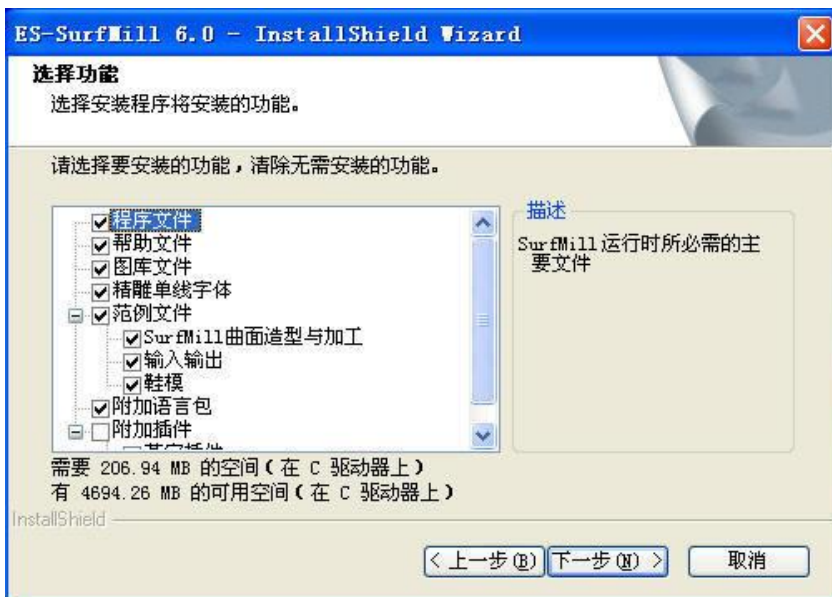 ES-SurfMill 6.0 - InstallShield Wizard
选择功能
选择安装程序将安装的功能。
请选择要安装的功能，清除无需安装的功能。
程序文件
帮助文件
图库文件
精雕单线字体
范例文件
SurfMill曲面造型与加工
输入输出
鞋模
附加语言包
附加插件
描述
SurfMill运行时所必需的主
要文件
需要 206.94 MB 的空间(在 C 驱动器上)
有 4694.26 MB 的可用空间(在 C 驱动器上)
InstallShield
< 上一步(B) 下一步(N) > 取消